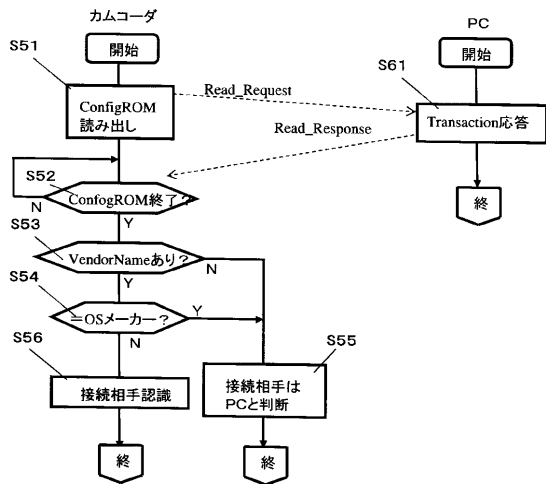 カムコーダ
PC
S51
開始
開始
S61
ConfigROM
読み出し
Read_Request
Transaction応答
Read_Response
S52
ConfogROM終了?
N
Y
終
S53
VendorNameあり?
N
Y
S54
=OSメーカー?
Y
N
S56
S55
接続相手認識
接続相手は
PCと判断
終
終